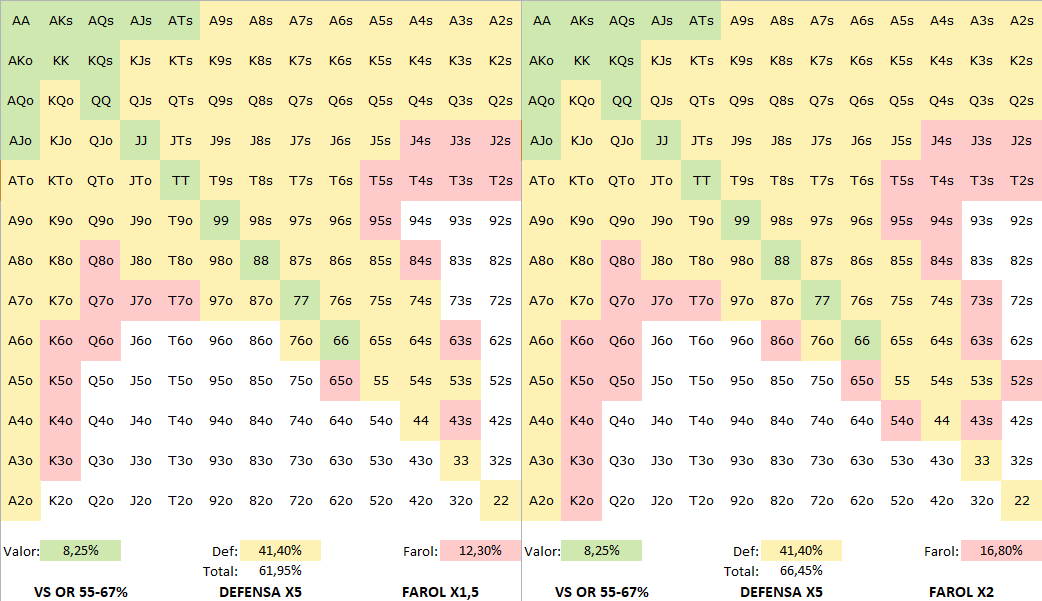 AA AKs AQs AJs ATs A9s A8s A7s A6s A5s A4s A3s A2s AA AKs AQs AJs ATs A9s A8s A7s A6s A5s A4s A3s A2s
AKo KK KQs KJs KTs K9s K8s K7s K6s K5s K4s K3s K2s AKo KK KQs KJs KTs K9s K8s K7s K6s K5s K4s K3s K2s
AQo KQo QQ QJs QTs Q9s Q8s Q7s Q6s Q5s Q4s Q3s Q2s AQo KQo QQ QJs QTs Q9s Q8s Q7s Q6s Q5s Q4s Q3s Q2s
AJo KJo QJo JJ JTs J9s J8s J7s J6s J5s J4s J3s J2s AJo KJo QJo JJ JTs J9s J8s J7s J6s J5s J4s J3s J2s
ATo KTo QTo JTo TT T9s T8s T7s T6s T5s T4s T3s T2s ATo KTo QTo JTo TT T9s T8s T7s T6s T5s T4s T3s T2s
A9o K9o Q9o J9o T9o 99 98s 97s 96s 95s 94s 93s 92s A9o K9o Q9o J9o T9o 99 98s 97s 96s 95s 94s 93s 92s
A8o K8o Q8o J8o T8o 98o 88 87s 86s 85s 84s 83s 82s A8o K8o Q8o J8o T8o 98o 88 87s 86s 85s 84s 83s 82s
A7o K7o Q7o J7o T7o 97o 87o 77 76s 75s 74s 73s 72s A7o K7o Q7o J7o T7o 97o 87o 77 76s 75s 74s 73s 72s
A6o K6o Q6o J6o T6o 96o 86o 76o 66 65s 64s 63s 62s A6o K6o Q6o J6o T6o 96o 86o 76o 66 65s 64s 63s 62s
A5o K5o Q5o J5o T5o 95o 85o 75o 65o 55 54s 53s 52s A5o K5o Q5o J5o T5o 95o 85o 75o 65o 55 54s 53s 52s
A4o K4o Q4o J4o T4o 94o 84o 74o 64o 54o 44 43s 42s A4o K4o Q4o J4o T4o 94o 84o 74o 64o 54o 44 43s 42s
A3o K3o Q3o J3o T3o 93o 83o 73o 63o 53o 43o 33 32s A3o K3o Q3o J3o T3o 93o 83o 73o 63o 53o 43o 33 32s
A2o K2o Q2o J2o T2o 92o 82o 72o 62o 52o 42o 32o 22 A2o K2o Q2o J2o T2o 92o 82o 72o 62o 52o 42o 32o 22
Valor: 8,25% Def: 41,40% Farol: 12,30% Valor: 8,25% Def: 41,40% Farol: 16,80%
Total: 61,95% Total: 66,45%
VS OR 55-67% DEFENSA X5 FAROL X1,5 VS OR 55-67% DEFENSA X5 FAROL X2